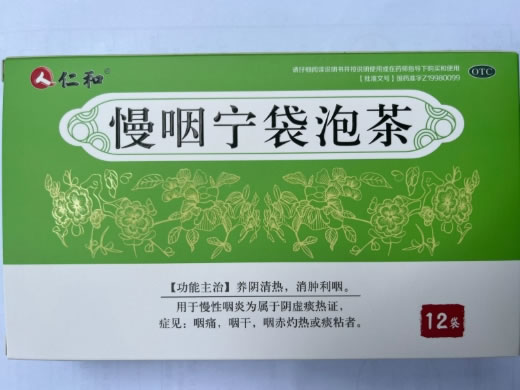 请仔细阅读说明书并按说明使用或在药师指导下购买和使用
【批准文号】国药准字Z19980099
OTC
仁和®
慢咽宁袋泡茶
【功能主治】养阴清热,消肿利咽。
用于慢性咽炎为属于阴虚痰热证,
症见:咽痛,咽干,咽赤灼热或痰粘者。
12袋